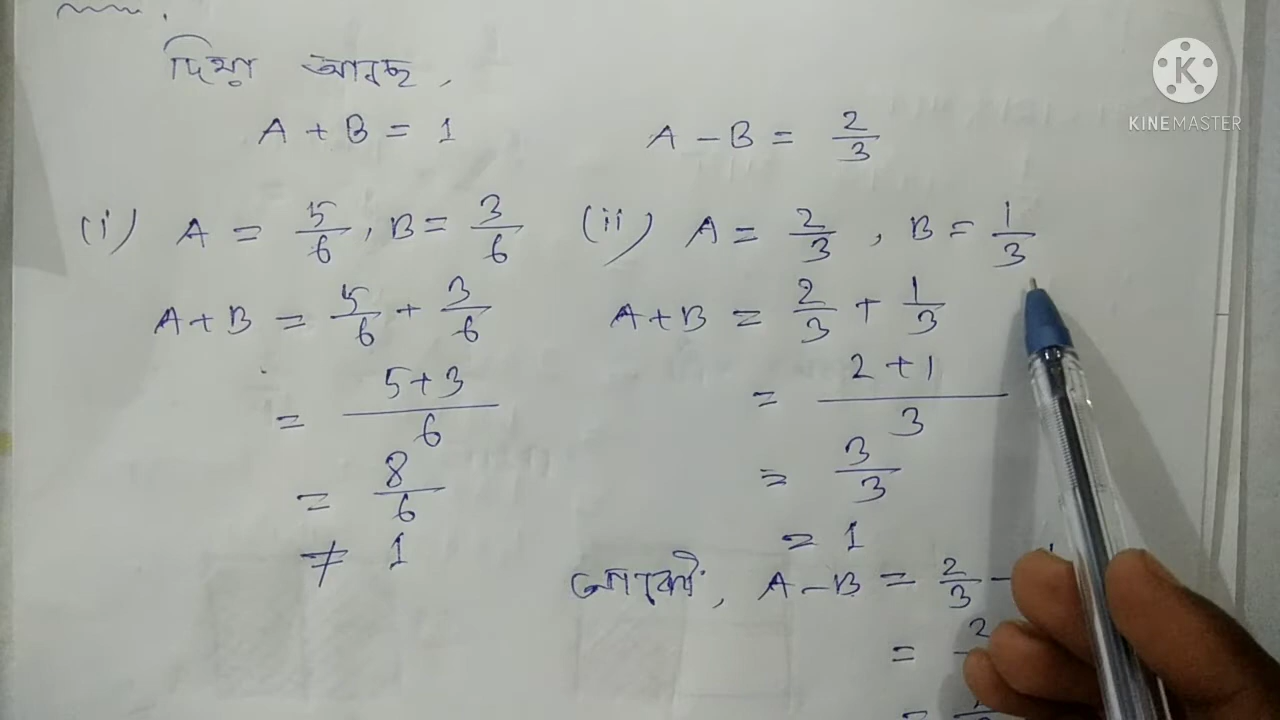 দিয়া আছে,
A + B = 1
A - B = 2/3
(i) A = 5/6, B = 3/6
A + B = 5/6 + 3/6
= 5+3/6
= 8/6
≠ 1
(ii) A = 2/3, B = 1/3
A + B = 2/3 + 1/3
= 2+1/3
= 3/3
= 1
A - B = 2/3 -
= 2
=
K
KINEMASTER